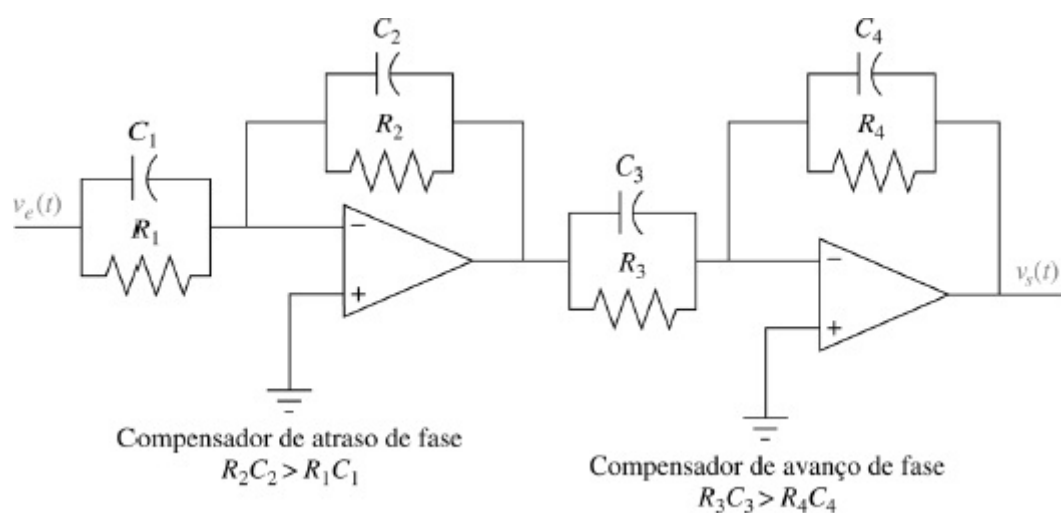 C₂
C₄
R₂
R₄
C₁
C₃
vₑ(t)
R₁
R₃
−
+
−
+
vₛ(t)
Compensador de atraso de fase
R₂C₂ > R₁C₁
Compensador de avanço de fase
R₃C₃ > R₄C₄